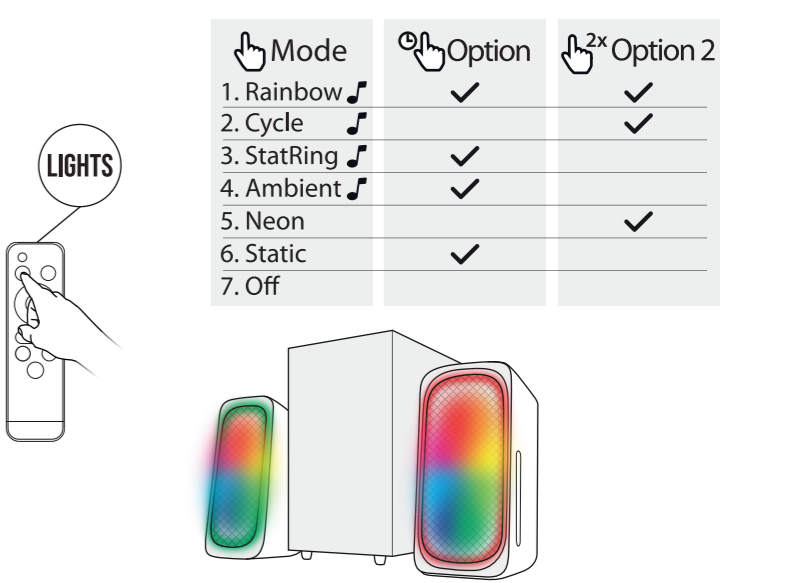 Mode Option 2x Option 2
1. Rainbow
2. Cycle
3. StatRing
4. Ambient
5. Neon
6. Static
7. Off
LIGHTS